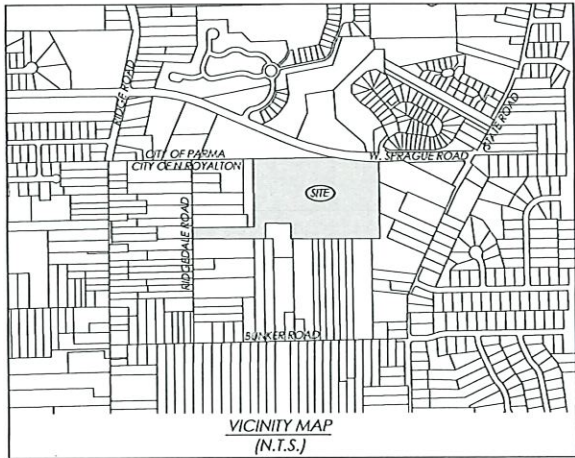 RIDGE ROAD
STATE ROAD
CITY OF PARMA
W. SPRAGUE ROAD
CITY OF N.ROYALTON
SITE
RIDGEDALE ROAD
BUNKER ROAD
VICINITY MAP
(N.T.S.)